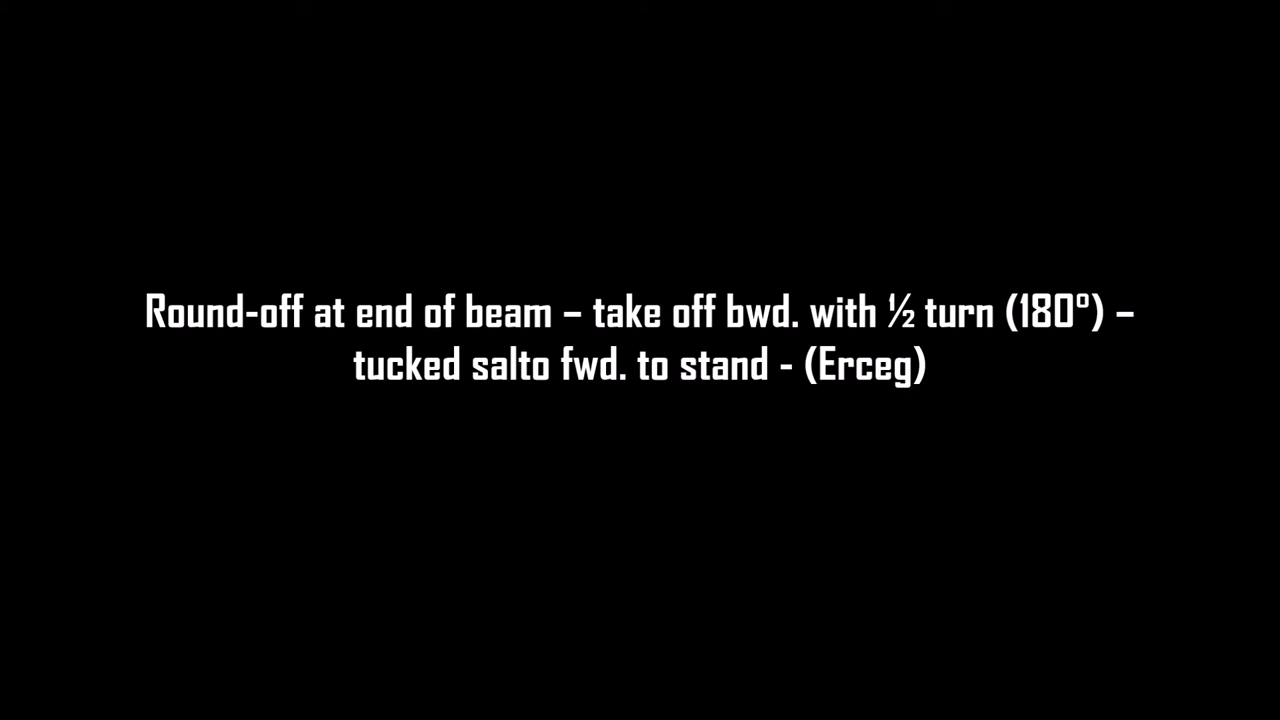 Round-off at end of beam – take off bwd. with ½ turn (180º) –
tucked salto fwd. to stand - (Erceg)